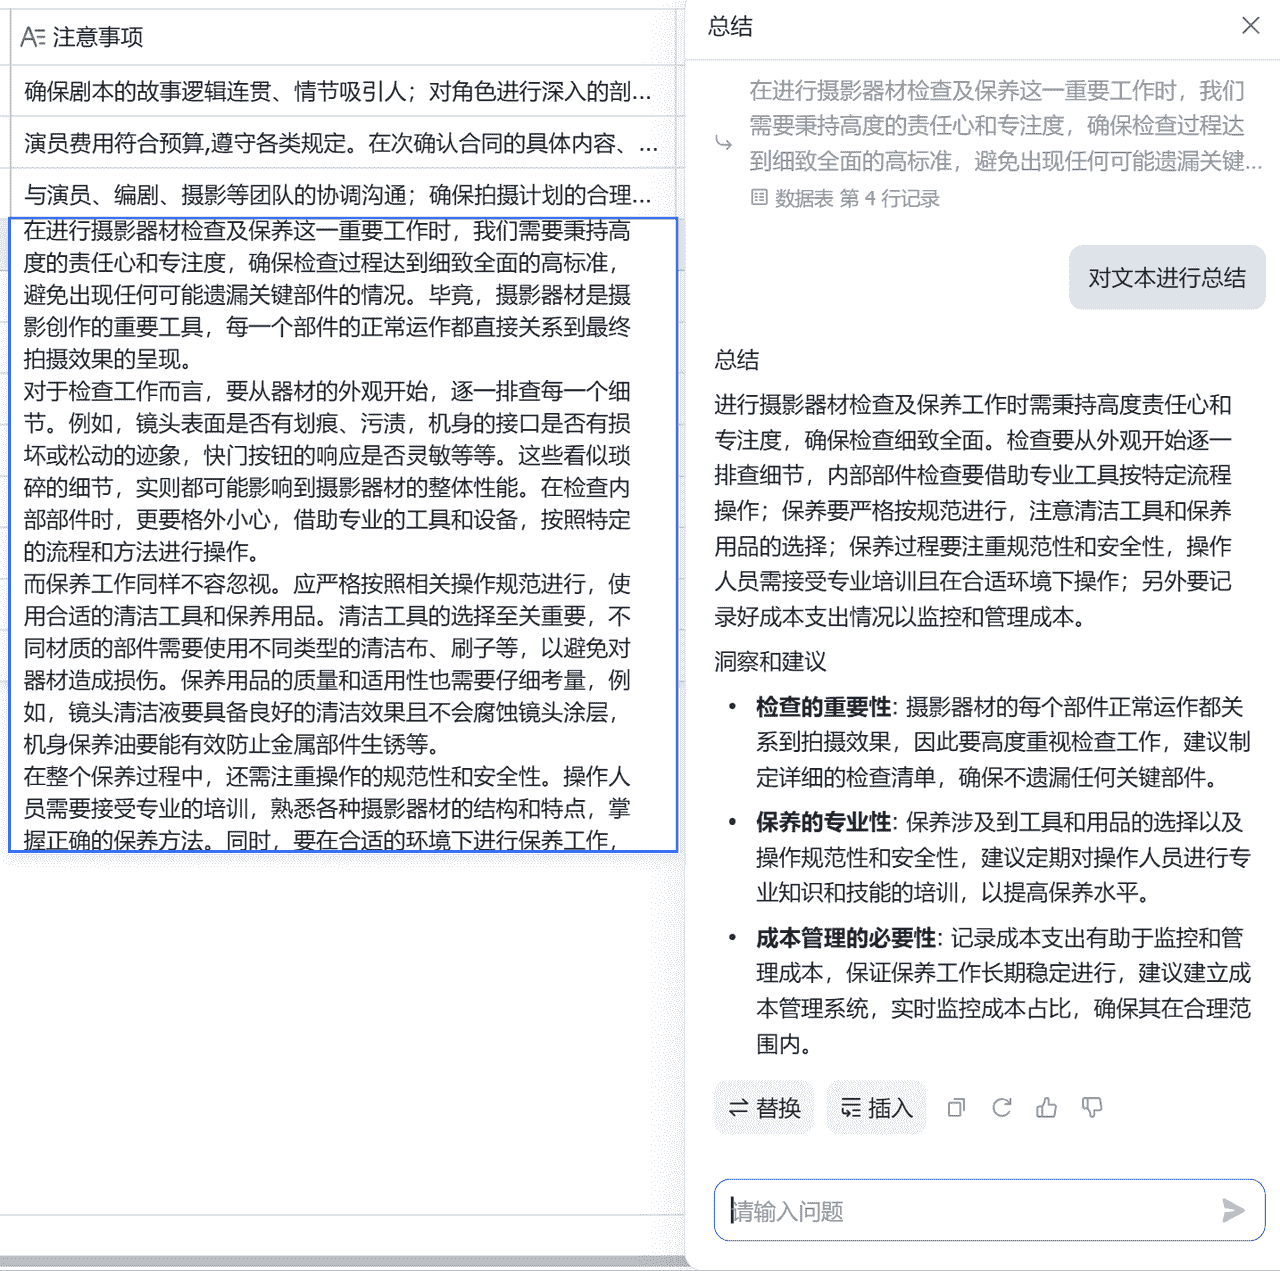 注意事项
确保剧本的故事逻辑连贯、情节吸引人；对角色进行深入的剖...
演员费用符合预算,遵守各类规定。在次确认合同的具体内容、...
与演员、编剧、摄影等团队的协调沟通；确保拍摄计划的合理...
在进行摄影器材检查及保养这一重要工作时，我们需要秉持高
度的责任心和专注度，确保检查过程达到细致全面的高标准，
避免出现任何可能遗漏关键部件的情况。毕竟，摄影器材是摄
影创作的重要工具，每一个部件的正常运作都直接关系到最终
拍摄效果的呈现。
对于检查工作而言，要从器材的外观开始，逐一排查每一个细
节。例如，镜头表面是否有划痕、污渍，机身的接口是否有损
坏或松动的迹象，快门按钮的响应是否灵敏等等。这些看似琐
碎的细节，实则都可能影响到摄影器材的整体性能。在检查内
部部件时，更要格外小心，借助专业的工具和设备，按照特定
的流程和方法进行操作。
而保养工作同样不容忽视。应严格按照相关操作规范进行，使
用合适的清洁工具和保养用品。清洁工具的选择至关重要，不
同材质的部件需要使用不同类型的清洁布、刷子等，以避免对
器材造成损伤。保养用品的质量和适用性也需要仔细考量，例
如，镜头清洁液要具备良好的清洁效果且不会腐蚀镜头涂层，
机身保养油要能有效防止金属部件生锈等。
在整个保养过程中，还需注重操作的规范性和安全性。操作人
员需要接受专业的培训，熟悉各种摄影器材的结构和特点，掌
握正确的保养方法。同时，要在合适的环境下进行保养工作，
总结
在进行摄影器材检查及保养这一重要工作时，我们
需要秉持高度的责任心和专注度，确保检查过程达
到细致全面的高标准，避免出现任何可能遗漏关键...
数据表 第 4 行记录
对文本进行总结
总结
进行摄影器材检查及保养工作时需秉持高度责任心和
专注度，确保检查细致全面。检查要从外观开始逐一
排查细节，内部部件检查要借助专业工具按特定流程
操作；保养要严格按规范进行，注意清洁工具和保养
用品的选择；保养过程要注重规范性和安全性，操作
人员需接受专业培训且在合适环境下操作；另外要记
录好成本支出情况以监控和管理成本。
洞察和建议
• 检查的重要性: 摄影器材的每个部件正常运作都关
系到拍摄效果，因此要高度重视检查工作，建议制
定详细的检查清单，确保不遗漏任何关键部件。
• 保养的专业性: 保养涉及到工具和用品的选择以及
操作规范性和安全性，建议定期对操作人员进行专
业知识和技能的培训，以提高保养水平。
• 成本管理的必要性: 记录成本支出有助于监控和管
理成本，保证保养工作长期稳定进行，建议建立成
本管理系统，实时监控成本占比，确保其在合理范
围内。
替换
插入
请输入问题